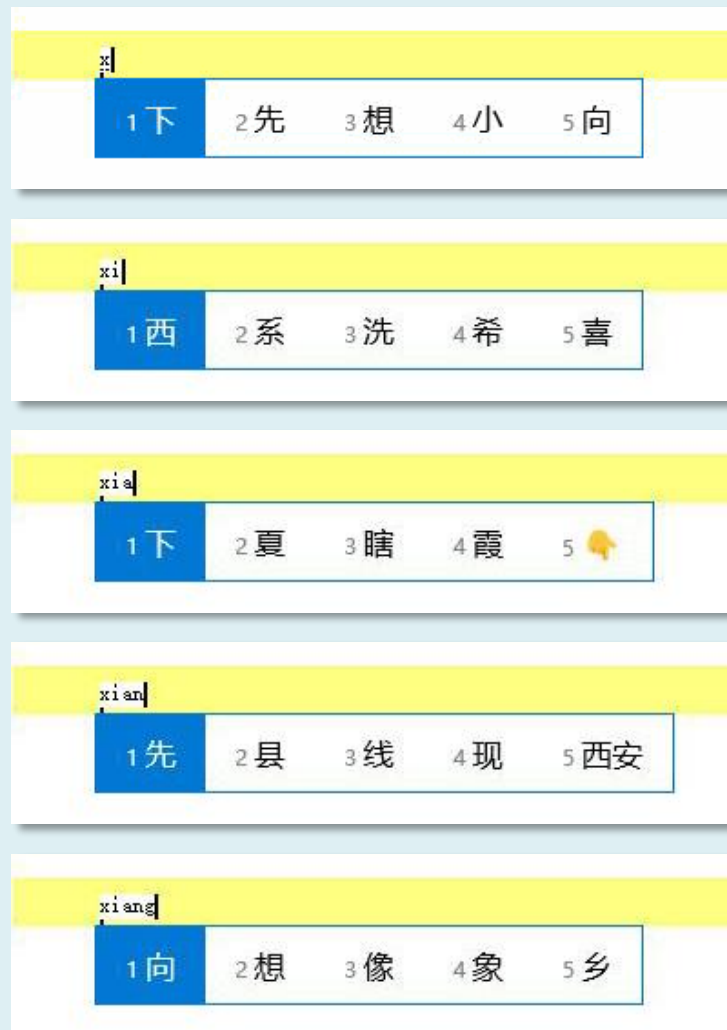 x
1 下 2 先 3 想 4 小 5 向
xi
1 西 2 系 3 洗 4 希 5 喜
xia
1 下 2 夏 3 瞎 4 霞 5 👇
xian
1 先 2 县 3 线 4 现 5 西安
xiang
1 向 2 想 3 像 4 象 5 乡